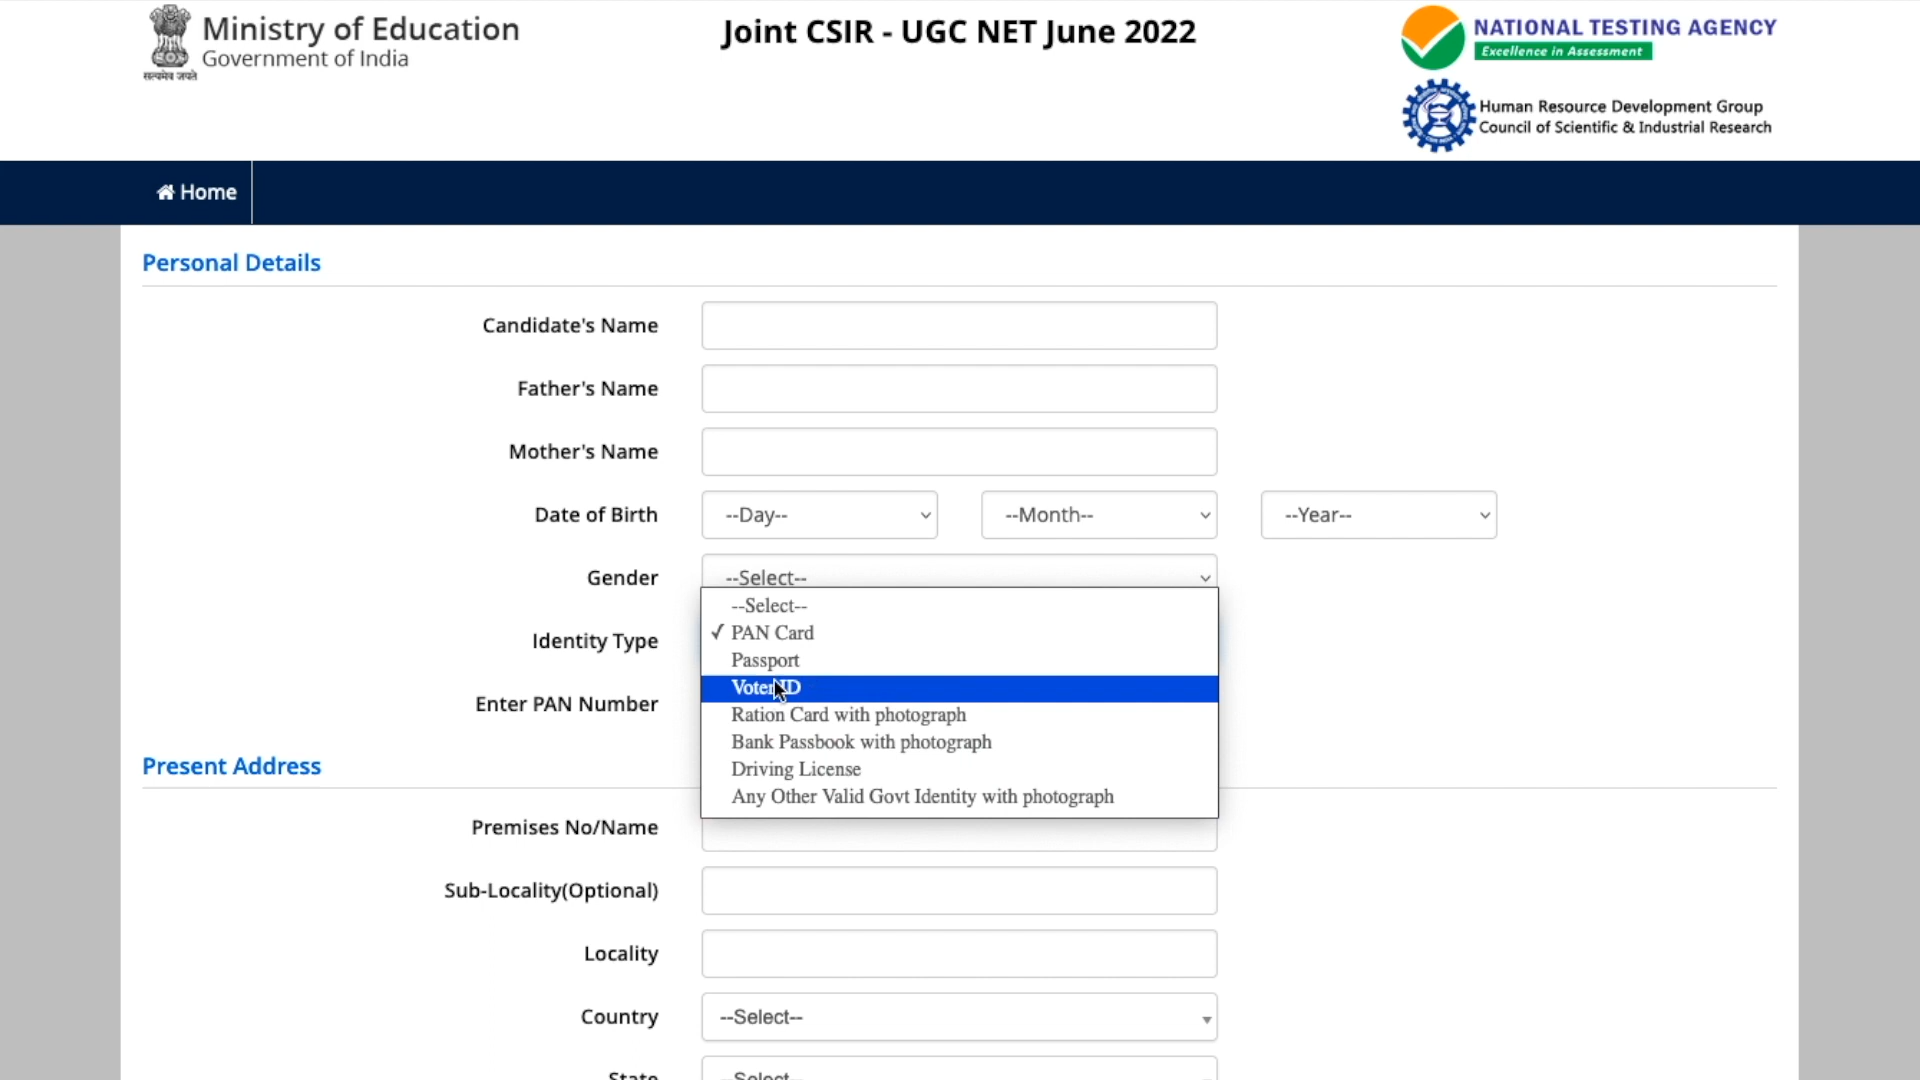 Ministry of Education
Government of India
सत्यमेव जयते
Joint CSIR - UGC NET June 2022
NATIONAL TESTING AGENCY
Excellence in Assessment
Human Resource Development Group
Council of Scientific & Industrial Research
Home
Personal Details
Candidate's Name
Father's Name
Mother's Name
Date of Birth --Day-- --Month-- --Year--
Gender --Select--
--Select--
Identity Type ✓ PAN Card
Passport
Voter ID
Enter PAN Number
Ration Card with photograph
Bank Passbook with photograph
Driving License
Any Other Valid Govt Identity with photograph
Present Address
Premises No/Name
Sub-Locality(Optional)
Locality
Country --Select--
State --Select--